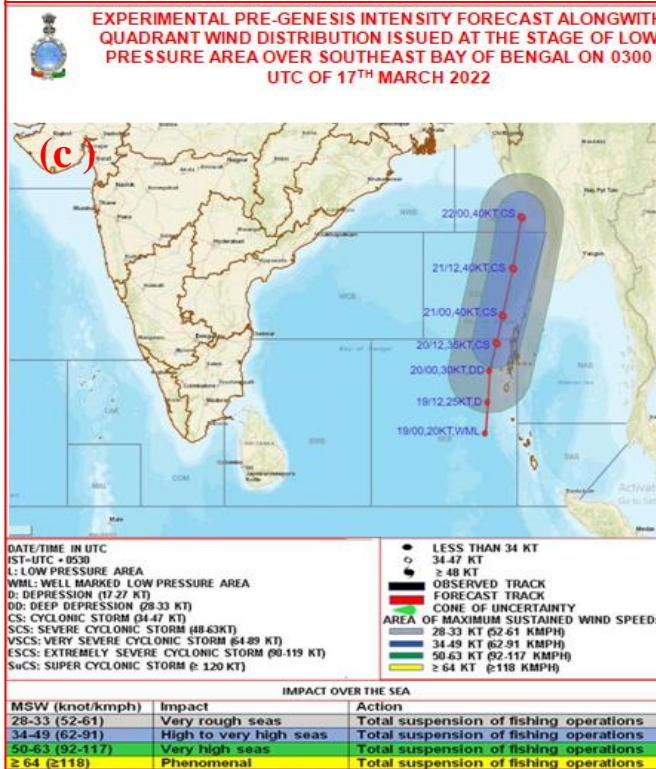 EXPERIMENTAL PRE-GENESIS INTENSITY FORECAST ALONGWITH
QUADRANT WIND DISTRIBUTION ISSUED AT THE STAGE OF LOW
PRESSURE AREA OVER SOUTHEAST BAY OF BENGAL ON 0300
UTC OF 17TH MARCH 2022
(c)
22/00,40KT,CS
21/12,40KT,CS
21/00,40KT,CS
20/12,35KT,CS
20/00,30KT,DD
19/12,25KT,D
19/00,20KT,WML
DATE/TIME IN UTC
IST=UTC + 0530
L: LOW PRESSURE AREA
WML: WELL MARKED LOW PRESSURE AREA
D: DEPRESSION (17-27 KT)
DD: DEEP DEPRESSION (28-33 KT)
CS: CYCLONIC STORM (34-47 KT)
SCS: SEVERE CYCLONIC STORM (48-63KT)
VSCS: VERY SEVERE CYCLONIC STORM (64-89 KT)
ESCS: EXTREMELY SEVERE CYCLONIC STORM (90-119 KT)
SuCS: SUPER CYCLONIC STORM (≥ 120 KT)
LESS THAN 34 KT
34-47 KT
≥ 48 KT
OBSERVED TRACK
FORECAST TRACK
CONE OF UNCERTAINTY
AREA OF MAXIMUM SUSTAINED WIND SPEED:
28-33 KT (52-61 KMPH)
34-49 KT (62-91 KMPH)
50-63 KT (92-117 KMPH)
≥ 64 KT (≥118 KMPH)
IMPACT OVER THE SEA
MSW (knot/kmph) Impact Action
28-33 (52-61) Very rough seas Total suspension of fishing operations
34-49 (62-91) High to very high seas Total suspension of fishing operations
50-63 (92-117) Very high seas Total suspension of fishing operations
≥ 64 (≥118) Phenomenal Total suspension of fishing operations